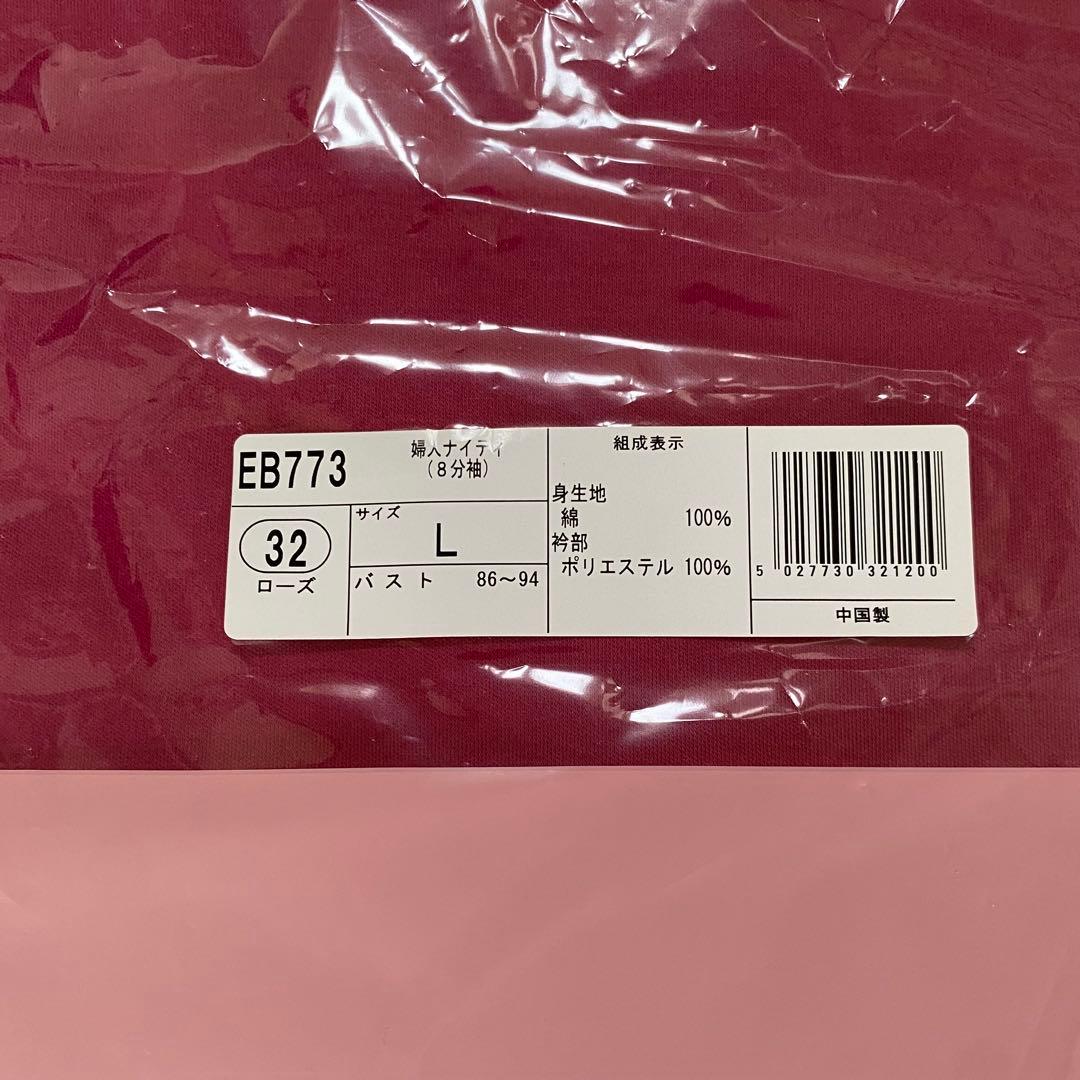 EB773
婦人ナイティ
(8分袖)
32
ローズ
サイズ
L
バスト 86〜94
組成表示
身生地
綿 100%
衿部
ポリエステル 100%
5 027730 321200
中国製